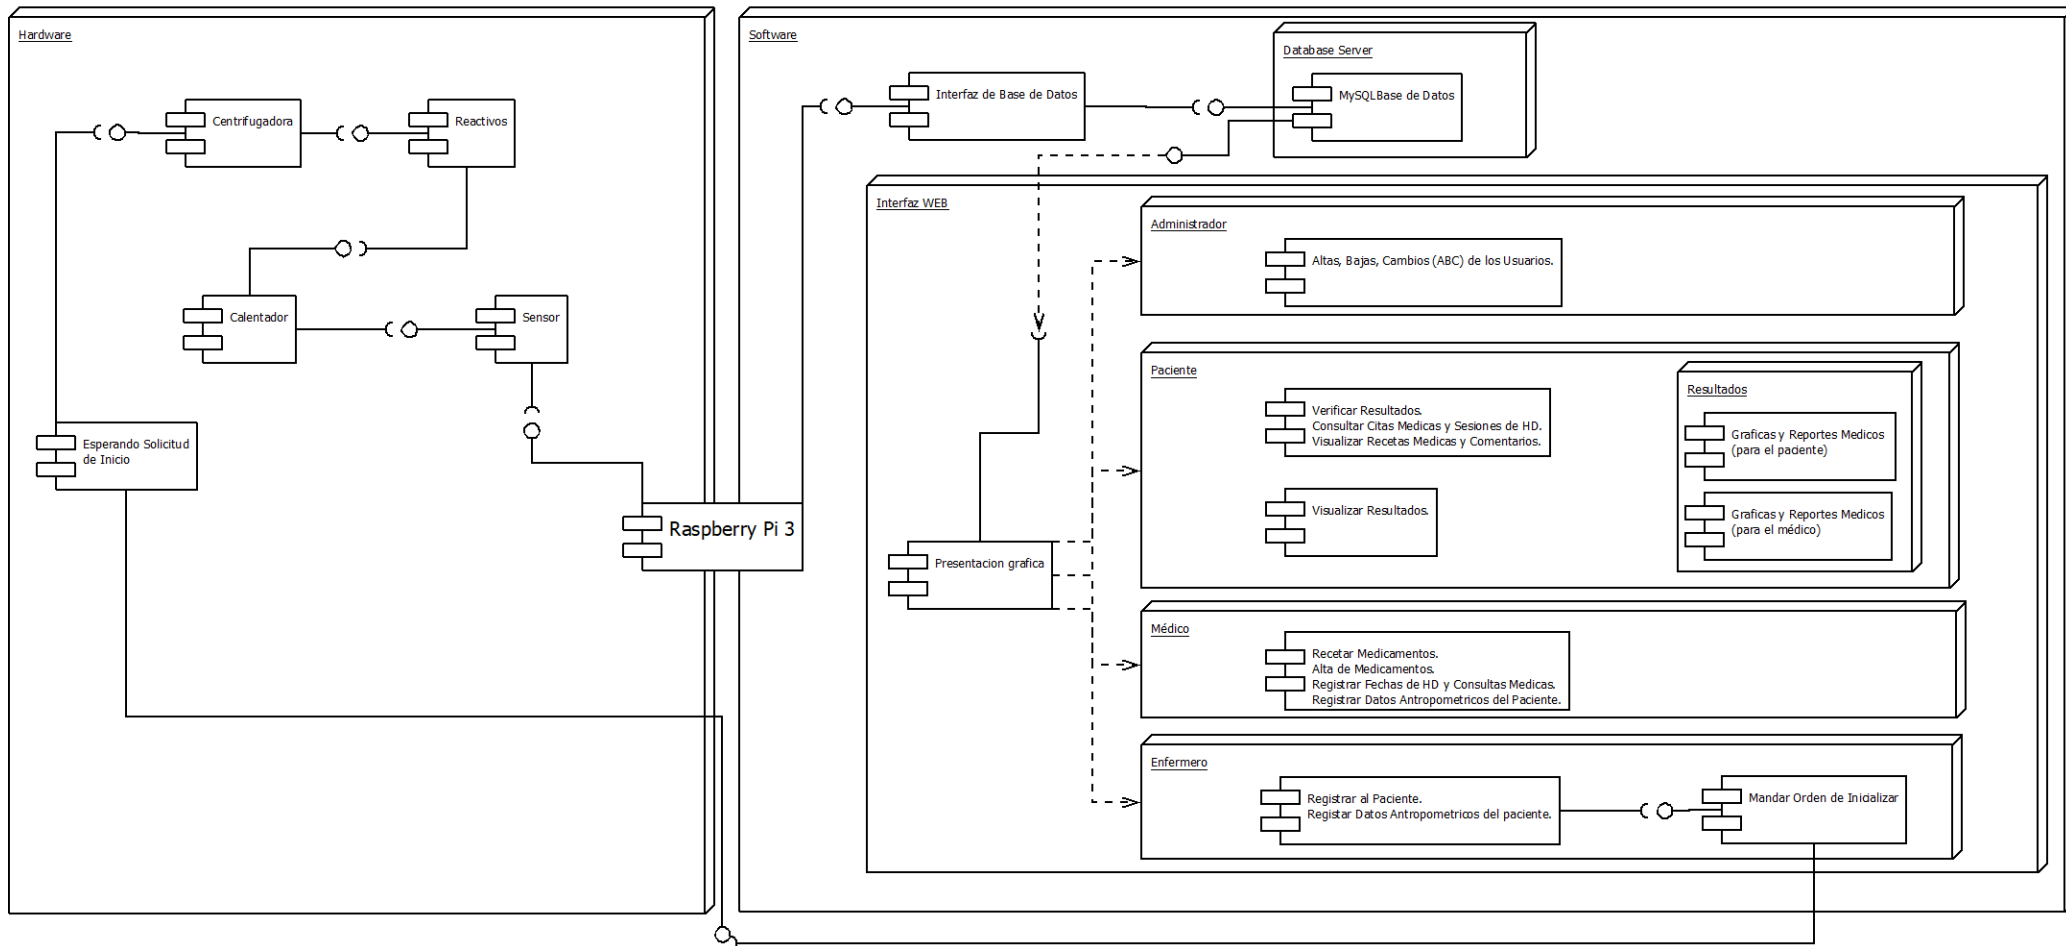 Hardware
Centrifugadora
Reactivos
Calentador
Sensor
Esperando Solicitud
de Inicio
Raspberry Pi 3
Software
Interfaz de Base de Datos
Database Server
MySQLBase de Datos
Interfaz WEB
Presentacion grafica
Administrador
Altas, Bajas, Cambios (ABC) de los Usuarios.
Paciente
Verificar Resultados.
Consultar Citas Medicas y Sesiones de HD.
Visualizar Recetas Medicas y Comentarios.
Visualizar Resultados.
Resultados
Graficas y Reportes Medicos
(para el paciente)
Graficas y Reportes Medicos
(para el médico)
Médico
Recetar Medicamentos.
Alta de Medicamentos.
Registrar Fechas de HD y Consultas Medicas.
Registrar Datos Antropometricos del Paciente.
Enfermero
Registrar al Paciente.
Registar Datos Antropometricos del paciente.
Mandar Orden de Inicializar